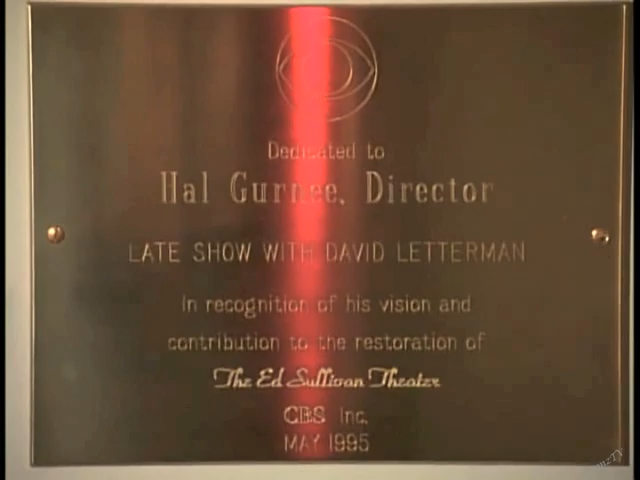 Dedicated to
Hal Gurnee, Director
LATE SHOW WITH DAVID LETTERMAN
In recognition of his vision and
contribution to the restoration of
The Ed Sullivan Theater
CBS Inc.
MAY 1995